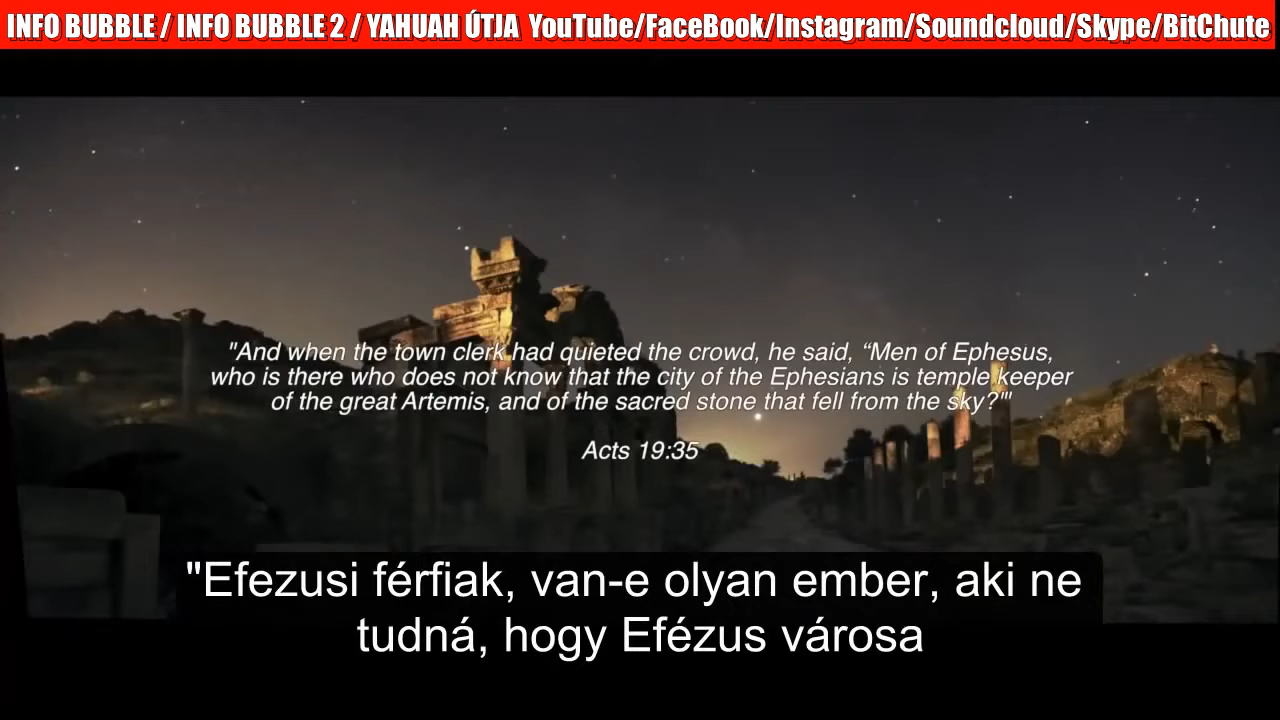 INFO BUBBLE / INFO BUBBLE 2 / YAHUAH ÚTJA YouTube/FaceBook/Instagram/Soundcloud/Skype/BitChute
"And when the town clerk had quieted the crowd, he said, “Men of Ephesus,
who is there who does not know that the city of the Ephesians is temple keeper
of the great Artemis, and of the sacred stone that fell from the sky?'"
Acts 19:35
"Efezusi férfiak, van-e olyan ember, aki ne
tudná, hogy Efézus városa